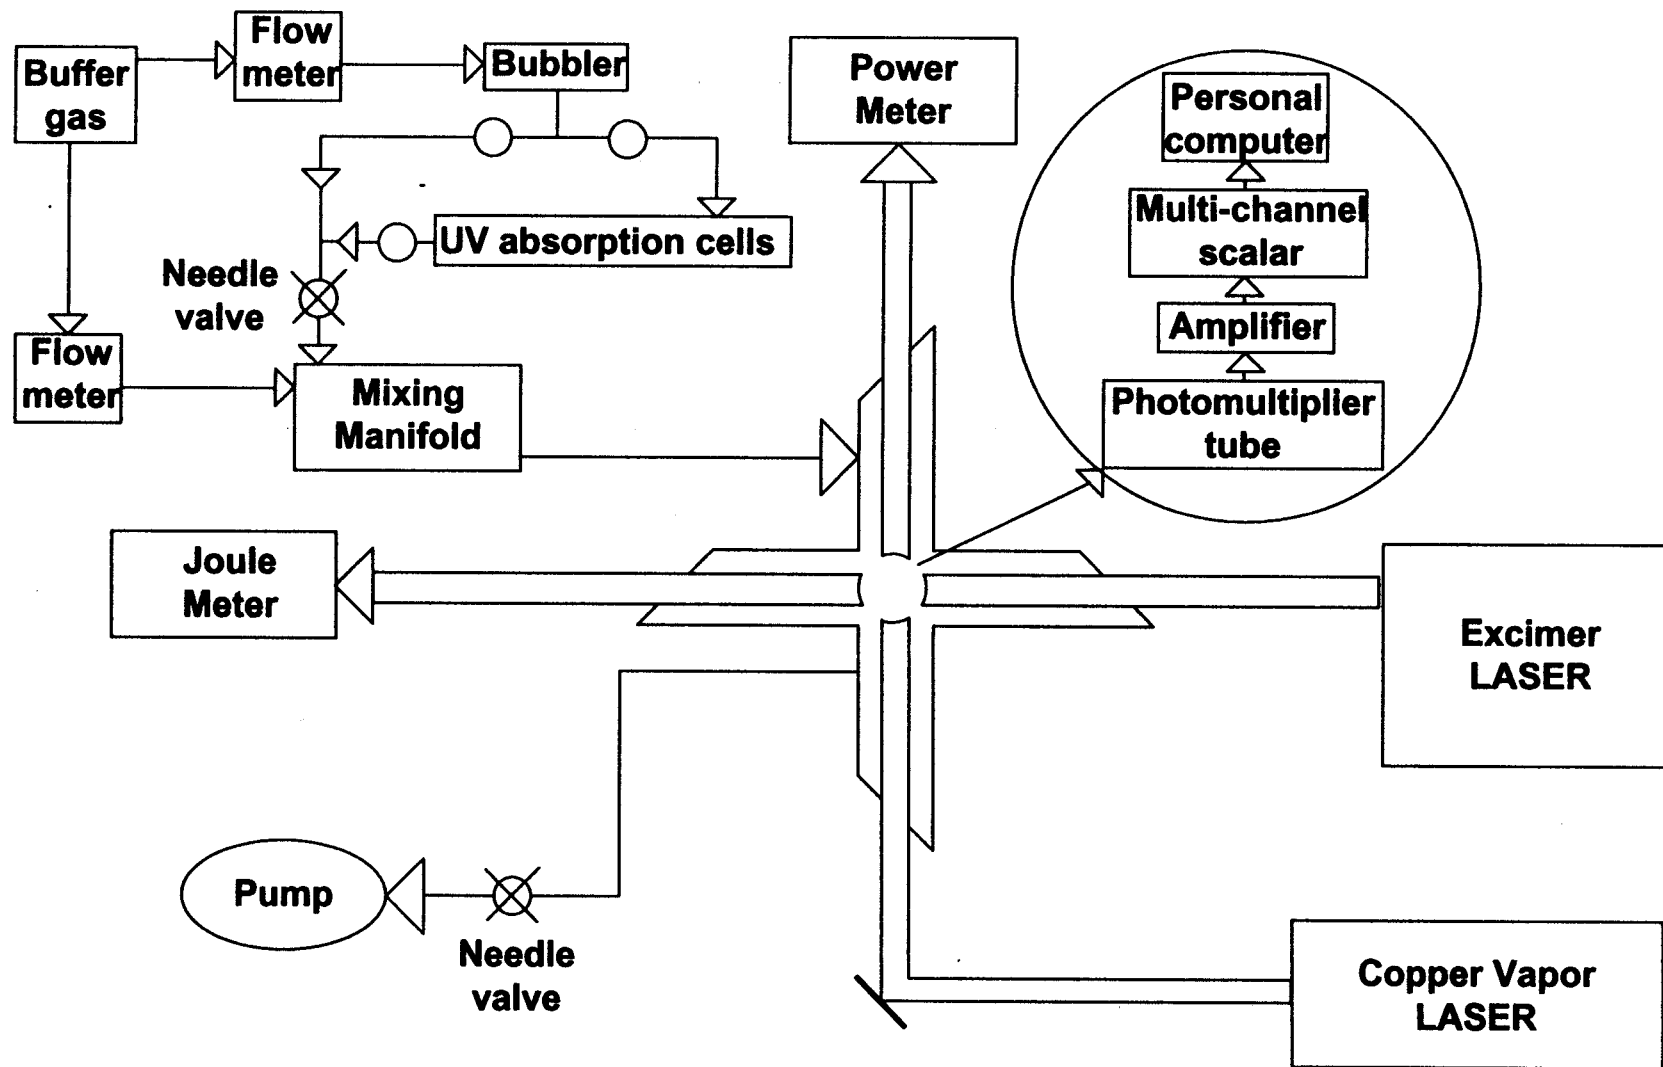 Buffer
gas
Flow
meter
Bubbler
Power
Meter
Personal
computer
Multi-channel
scalar
Amplifier
Photomultiplier
tube
UV absorption cells
Needle
valve
Flow
meter
Mixing
Manifold
Joule
Meter
Excimer
LASER
Pump
Needle
valve
Copper Vapor
LASER